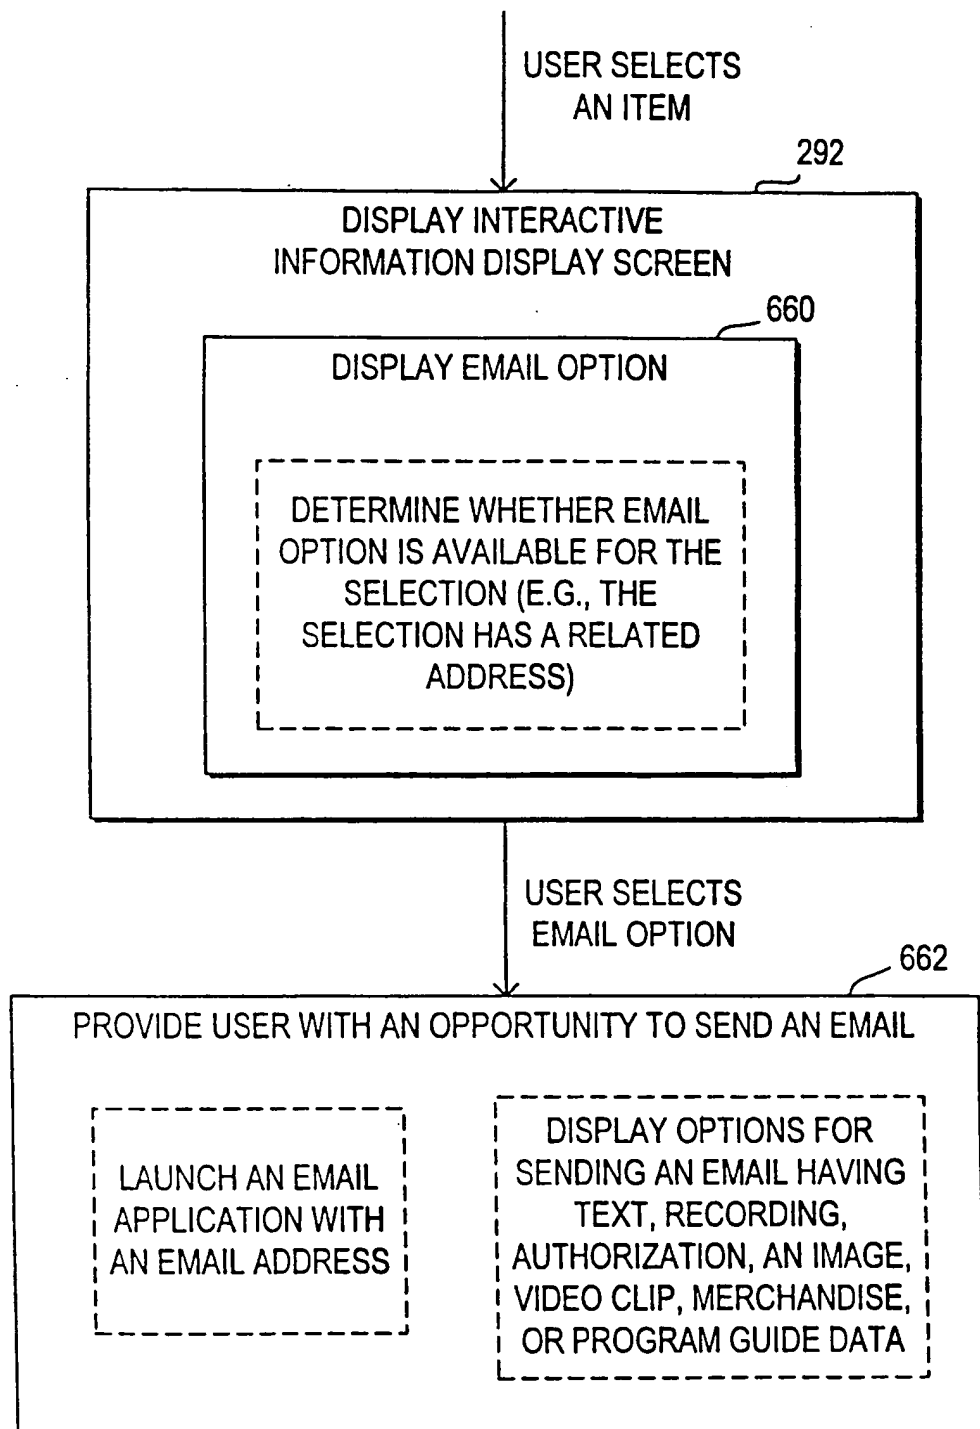 USER SELECTS
AN ITEM
292
DISPLAY INTERACTIVE
INFORMATION DISPLAY SCREEN
660
DISPLAY EMAIL OPTION
DETERMINE WHETHER EMAIL
OPTION IS AVAILABLE FOR THE
SELECTION (E.G., THE
SELECTION HAS A RELATED
ADDRESS)
USER SELECTS
EMAIL OPTION
662
PROVIDE USER WITH AN OPPORTUNITY TO SEND AN EMAIL
LAUNCH AN EMAIL
APPLICATION WITH
AN EMAIL ADDRESS
DISPLAY OPTIONS FOR
SENDING AN EMAIL HAVING
TEXT, RECORDING,
AUTHORIZATION, AN IMAGE,
VIDEO CLIP, MERCHANDISE,
OR PROGRAM GUIDE DATA